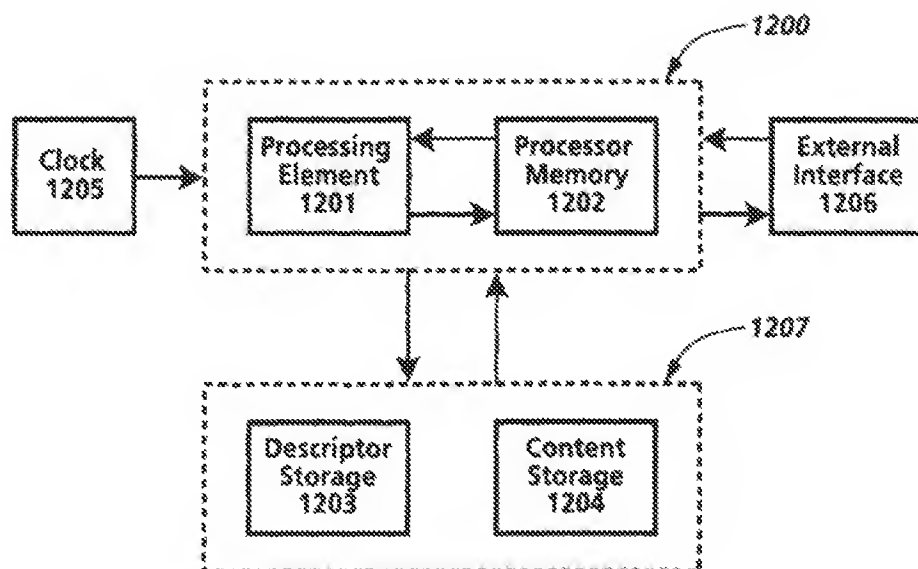 1200
Clock
1205
Processing
Element
1201
Processor
Memory
1202
External
Interface
1206
1207
Descriptor
Storage
1203
Content
Storage
1204